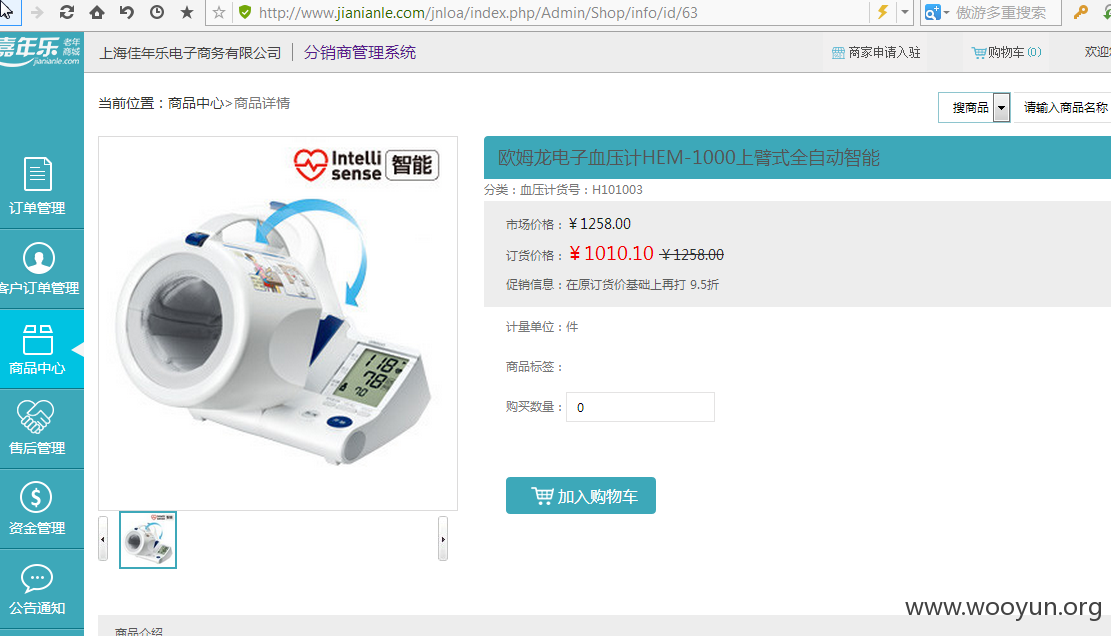 http://www.jianianle.com/jnloa/index.php/Admin/Shop/info/id/63
傲游多重搜索
嘉年乐 老年商城
jianianle.com
上海佳年乐电子商务有限公司 | 分销商管理系统
商家申请入驻
购物车 (0)
欢迎
当前位置：商品中心>商品详情
搜商品
请输入商品名称
订单管理
客户订单管理
商品中心
售后管理
资金管理
公告通知
Intelli
sense
智能
118
78
70
欧姆龙电子血压计HEM-1000上臂式全自动智能
分类：血压计货号：H101003
市场价格：¥1258.00
订货价格：¥1010.10 ¥1258.00
促销信息：在原订货价基础上再打 9.5折
计量单位：件
商品标签：
购买数量：0
加入购物车
商品介绍
www.wooyun.org